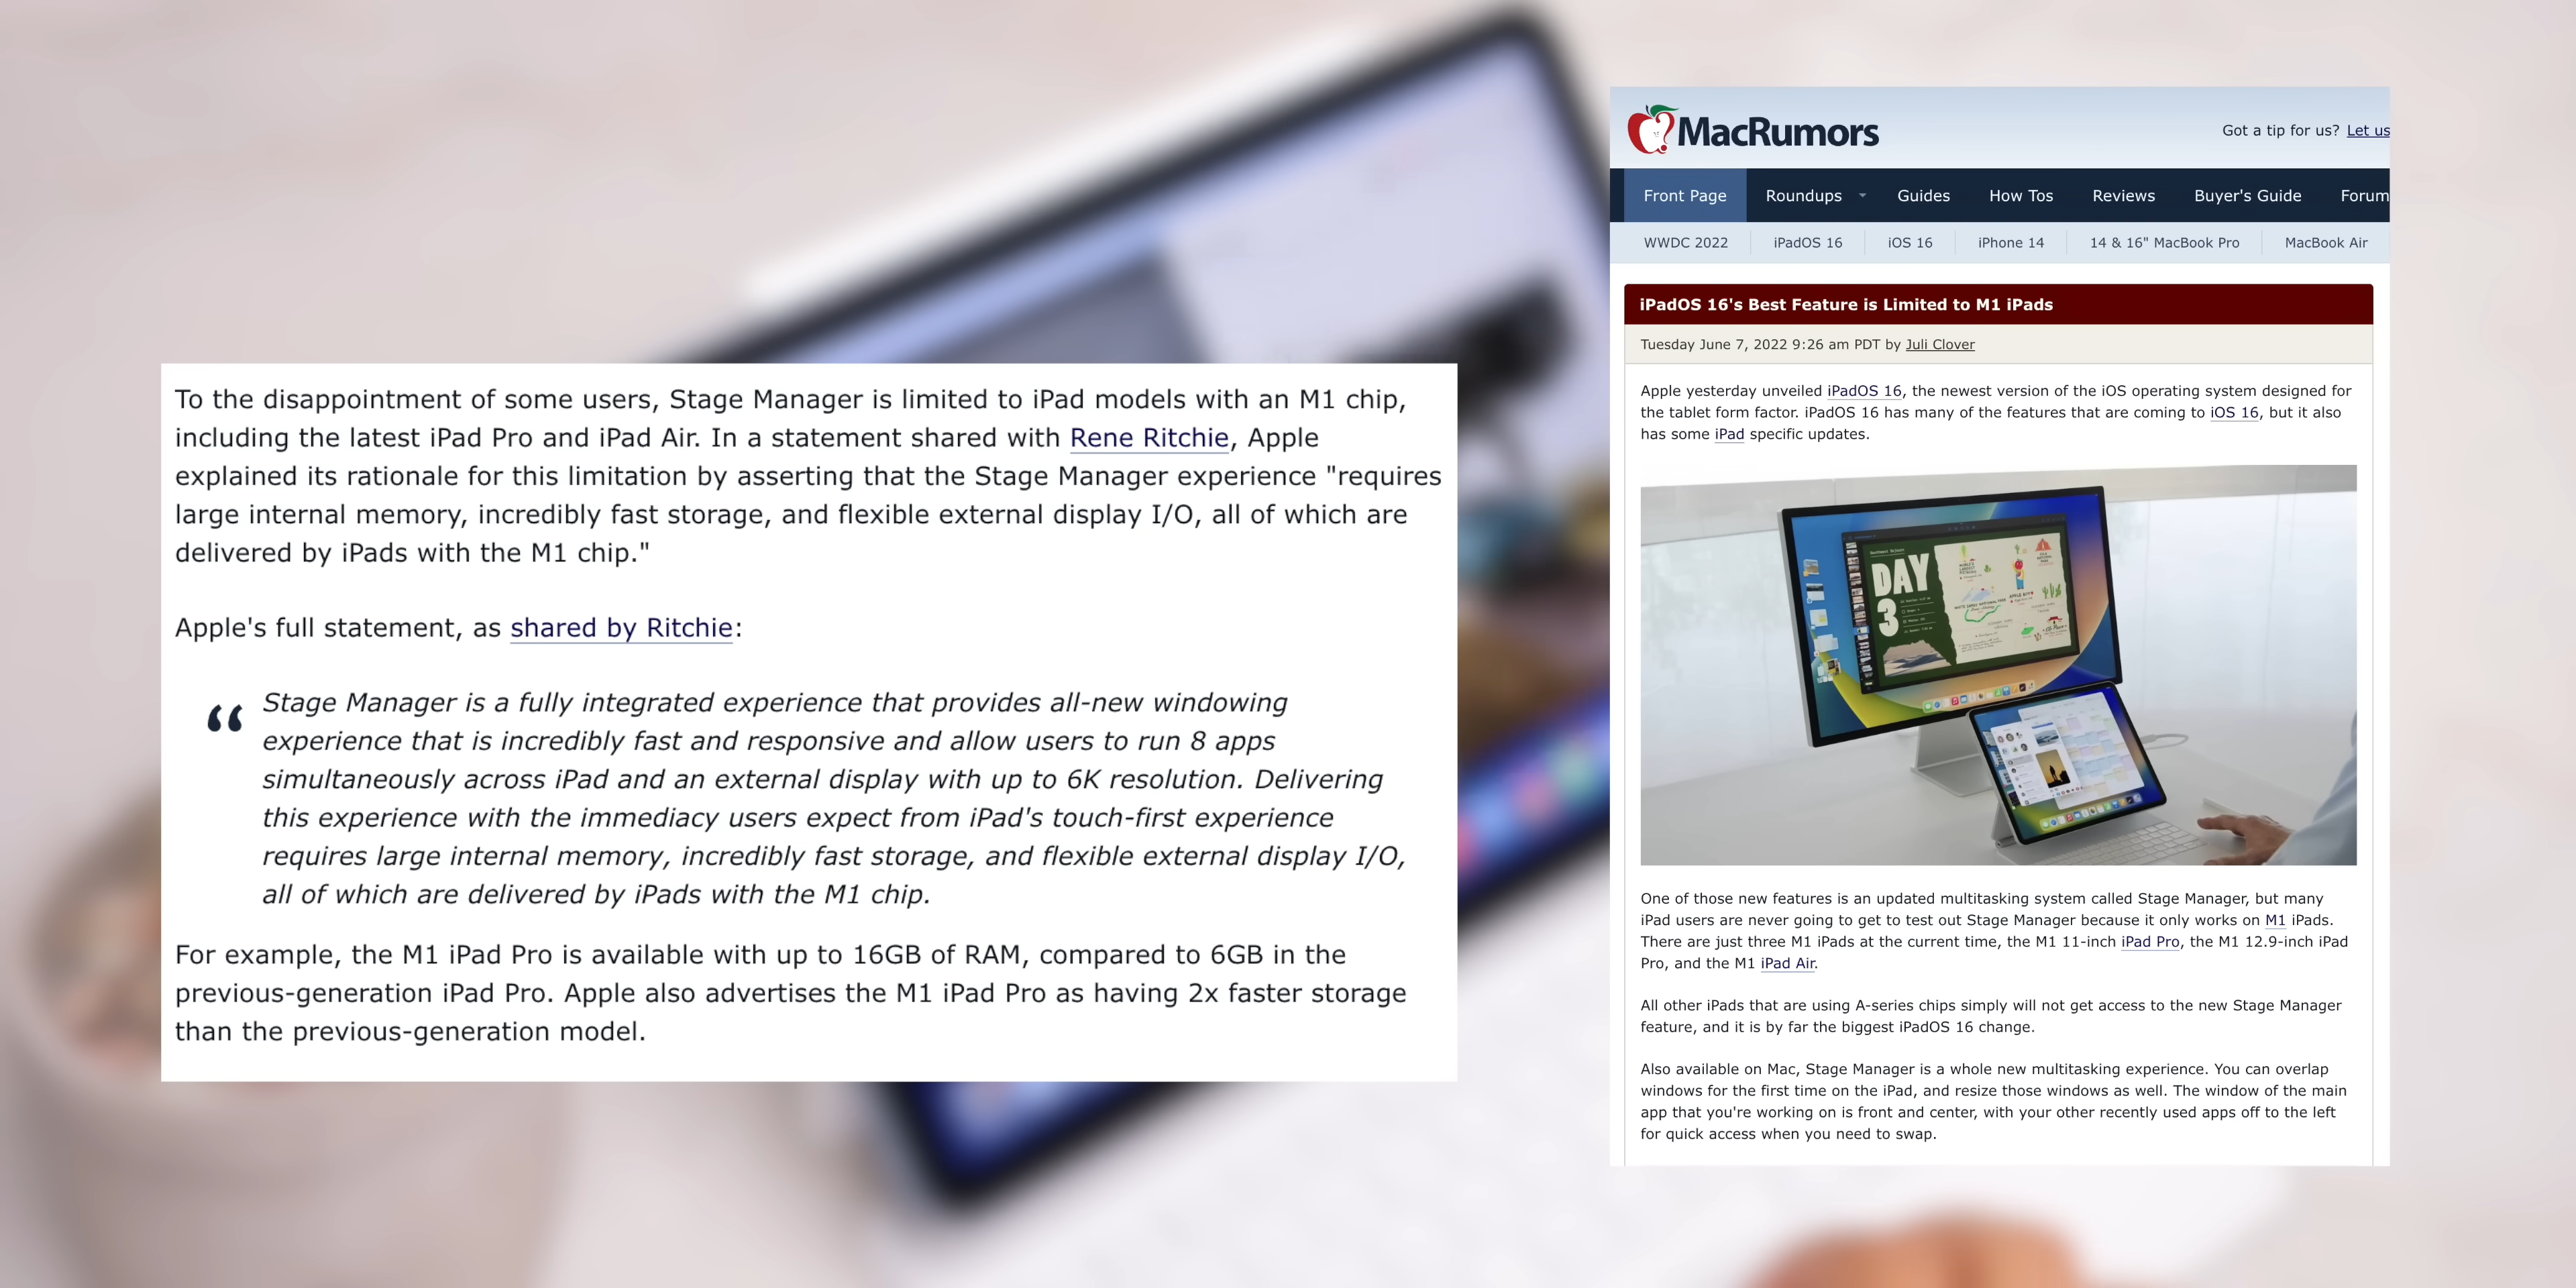 To the disappointment of some users, Stage Manager is limited to iPad models with an M1 chip,
including the latest iPad Pro and iPad Air. In a statement shared with Rene Ritchie, Apple
explained its rationale for this limitation by asserting that the Stage Manager experience "requires
large internal memory, incredibly fast storage, and flexible external display I/O, all of which are
delivered by iPads with the M1 chip."
Apple's full statement, as shared by Ritchie:
“
Stage Manager is a fully integrated experience that provides all-new windowing
experience that is incredibly fast and responsive and allow users to run 8 apps
simultaneously across iPad and an external display with up to 6K resolution. Delivering
this experience with the immediacy users expect from iPad's touch-first experience
requires large internal memory, incredibly fast storage, and flexible external display I/O,
all of which are delivered by iPads with the M1 chip.
For example, the M1 iPad Pro is available with up to 16GB of RAM, compared to 6GB in the
previous-generation iPad Pro. Apple also advertises the M1 iPad Pro as having 2x faster storage
than the previous-generation model.
MacRumors
Got a tip for us? Let us
Front Page Roundups Guides How Tos Reviews Buyer's Guide Forum
WWDC 2022 iPadOS 16 iOS 16 iPhone 14 14 & 16" MacBook Pro MacBook Air
iPadOS 16's Best Feature is Limited to M1 iPads
Tuesday June 7, 2022 9:26 am PDT by Juli Clover
Apple yesterday unveiled iPadOS 16, the newest version of the iOS operating system designed for
the tablet form factor. iPadOS 16 has many of the features that are coming to iOS 16, but it also
has some iPad specific updates.
DAY
3
One of those new features is an updated multitasking system called Stage Manager, but many
iPad users are never going to get to test out Stage Manager because it only works on M1 iPads.
There are just three M1 iPads at the current time, the M1 11-inch iPad Pro, the M1 12.9-inch iPad
Pro, and the M1 iPad Air.
All other iPads that are using A-series chips simply will not get access to the new Stage Manager
feature, and it is by far the biggest iPadOS 16 change.
Also available on Mac, Stage Manager is a whole new multitasking experience. You can overlap
windows for the first time on the iPad, and resize those windows as well. The window of the main
app that you're working on is front and center, with your other recently used apps off to the left
for quick access when you need to swap.